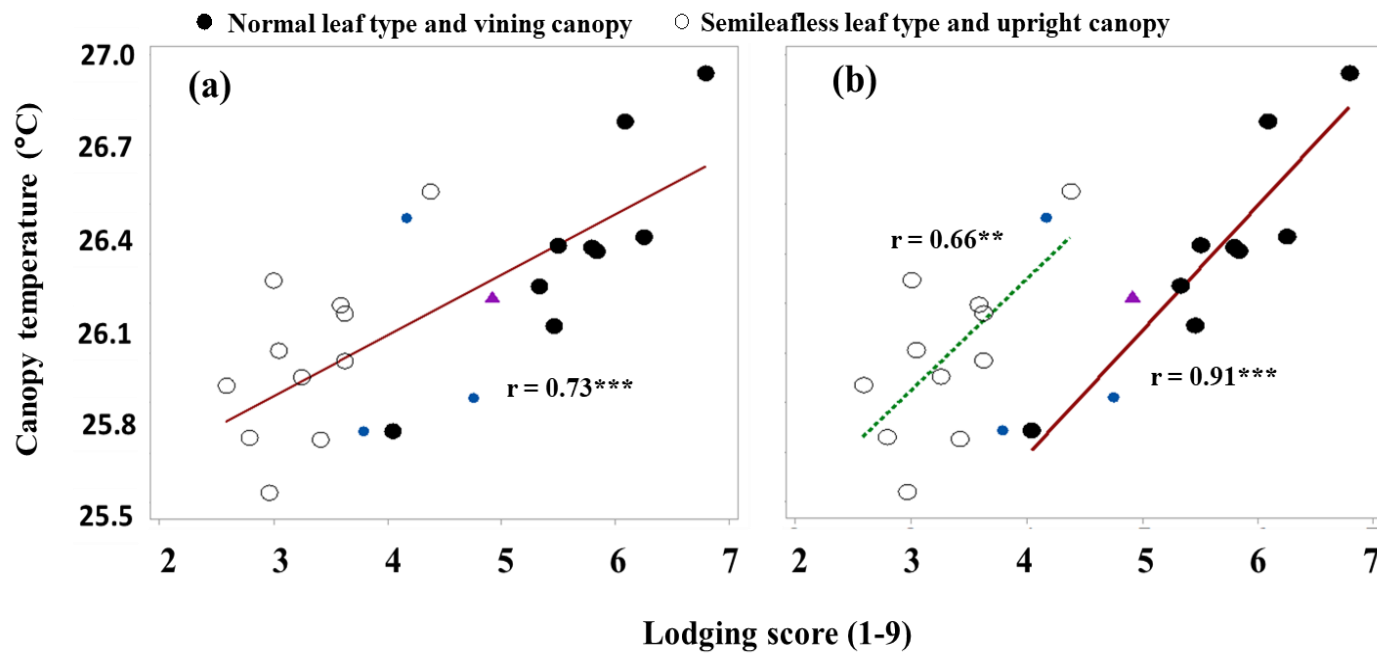 Normal leaf type and vining canopy Semileafless leaf type and upright canopy
Canopy temperature (°C)
27.0
26.7
26.4
26.1
25.8
25.5
(a)
r = 0.73***
2 3 4 5 6 7
(b)
r = 0.66**
r = 0.91***
2 3 4 5 6 7
Lodging score (1-9)